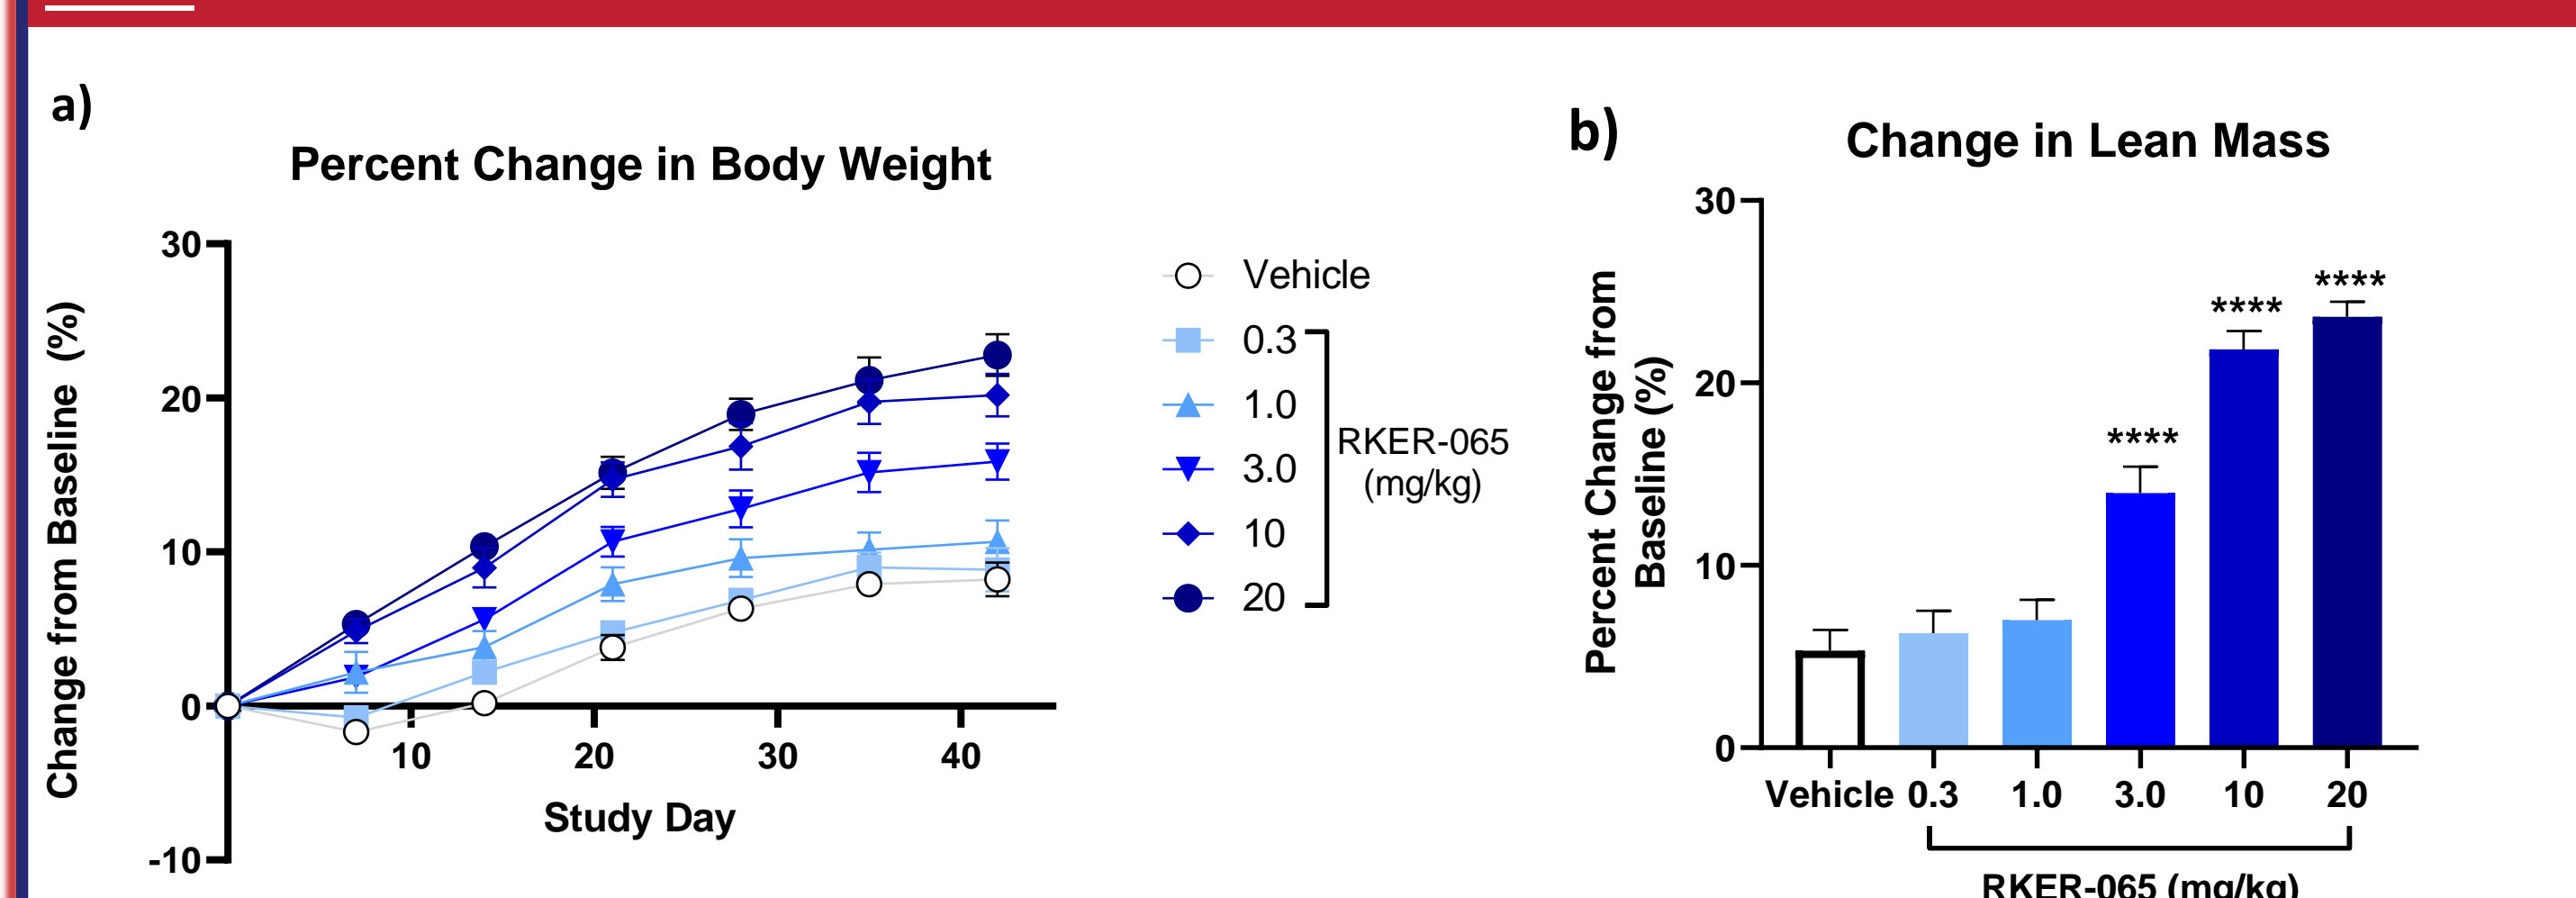 a)
Percent Change in Body Weight
Change from Baseline (%)
30
20
10
0
-10
10 20 30 40
Study Day
Vehicle
0.3
1.0
3.0
10
20
RKER-065
(mg/kg)
b)
Change in Lean Mass
Percent Change from
Baseline (%)
30
20
10
0
****
****
****
Vehicle 0.3 1.0 3.0 10 20
RKER-065 (mg/kg)